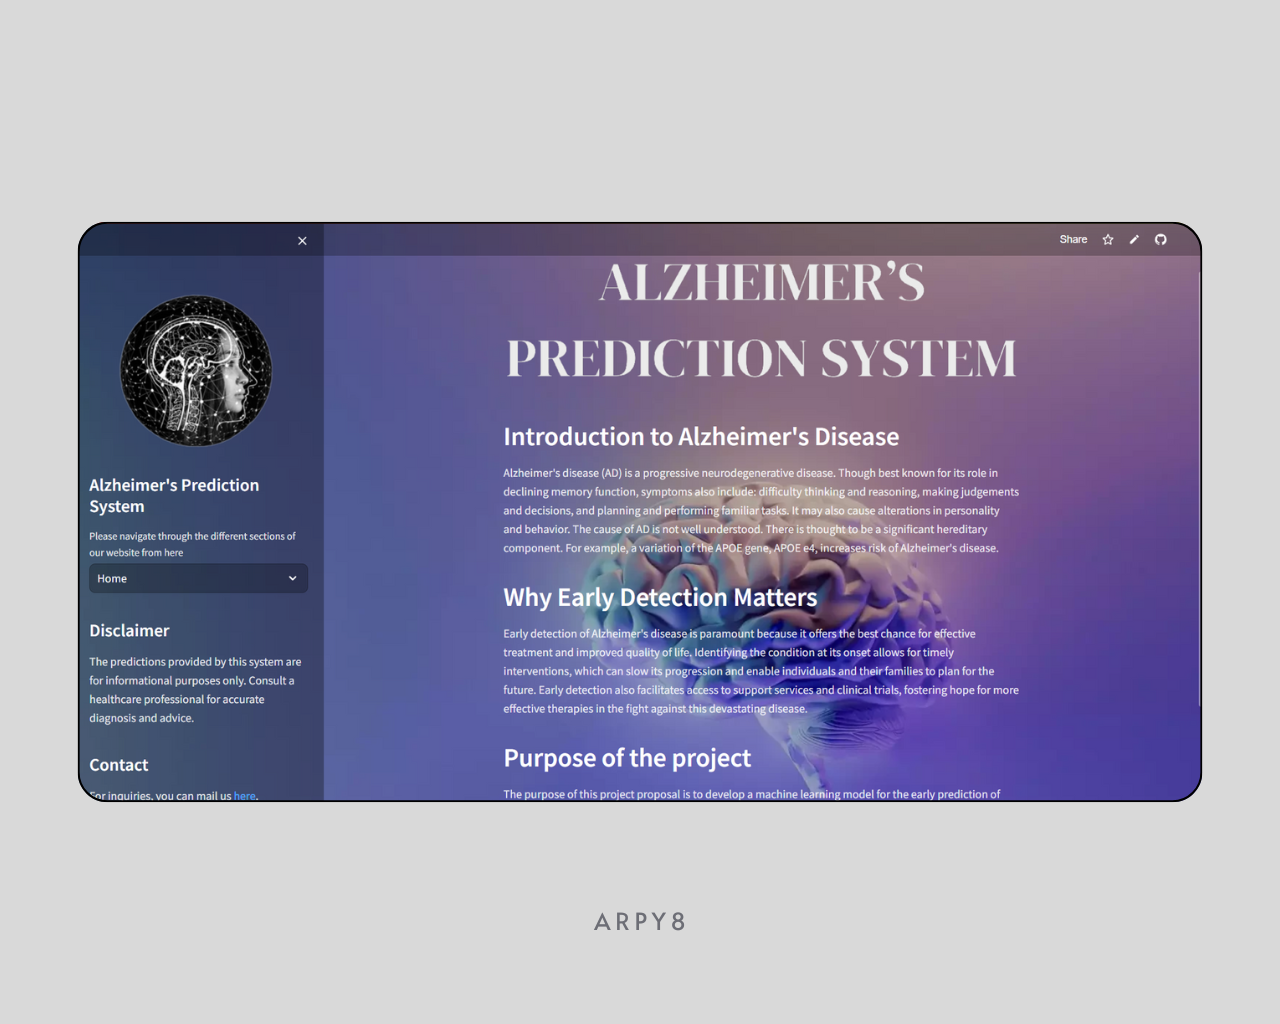 Share
Alzheimer's Prediction
System
Please navigate through the different sections of
our website from here
Home
Disclaimer
The predictions provided by this system are
for informational purposes only. Consult a
healthcare professional for accurate
diagnosis and advice.
Contact
For inquiries, you can mail us here.
ALZHEIMER’S
PREDICTION SYSTEM
Introduction to Alzheimer's Disease
Alzheimer's disease (AD) is a progressive neurodegenerative disease. Though best known for its role in
declining memory function, symptoms also include: difficulty thinking and reasoning, making judgements
and decisions, and planning and performing familiar tasks. It may also cause alterations in personality
and behavior. The cause of AD is not well understood. There is thought to be a significant hereditary
component. For example, a variation of the APOE gene, APOE e4, increases risk of Alzheimer's disease.
Why Early Detection Matters
Early detection of Alzheimer's disease is paramount because it offers the best chance for effective
treatment and improved quality of life. Identifying the condition at its onset allows for timely
interventions, which can slow its progression and enable individuals and their families to plan for the
future. Early detection also facilitates access to support services and clinical trials, fostering hope for more
effective therapies in the fight against this devastating disease.
Purpose of the project
The purpose of this project proposal is to develop a machine learning model for the early prediction of
ARPY8